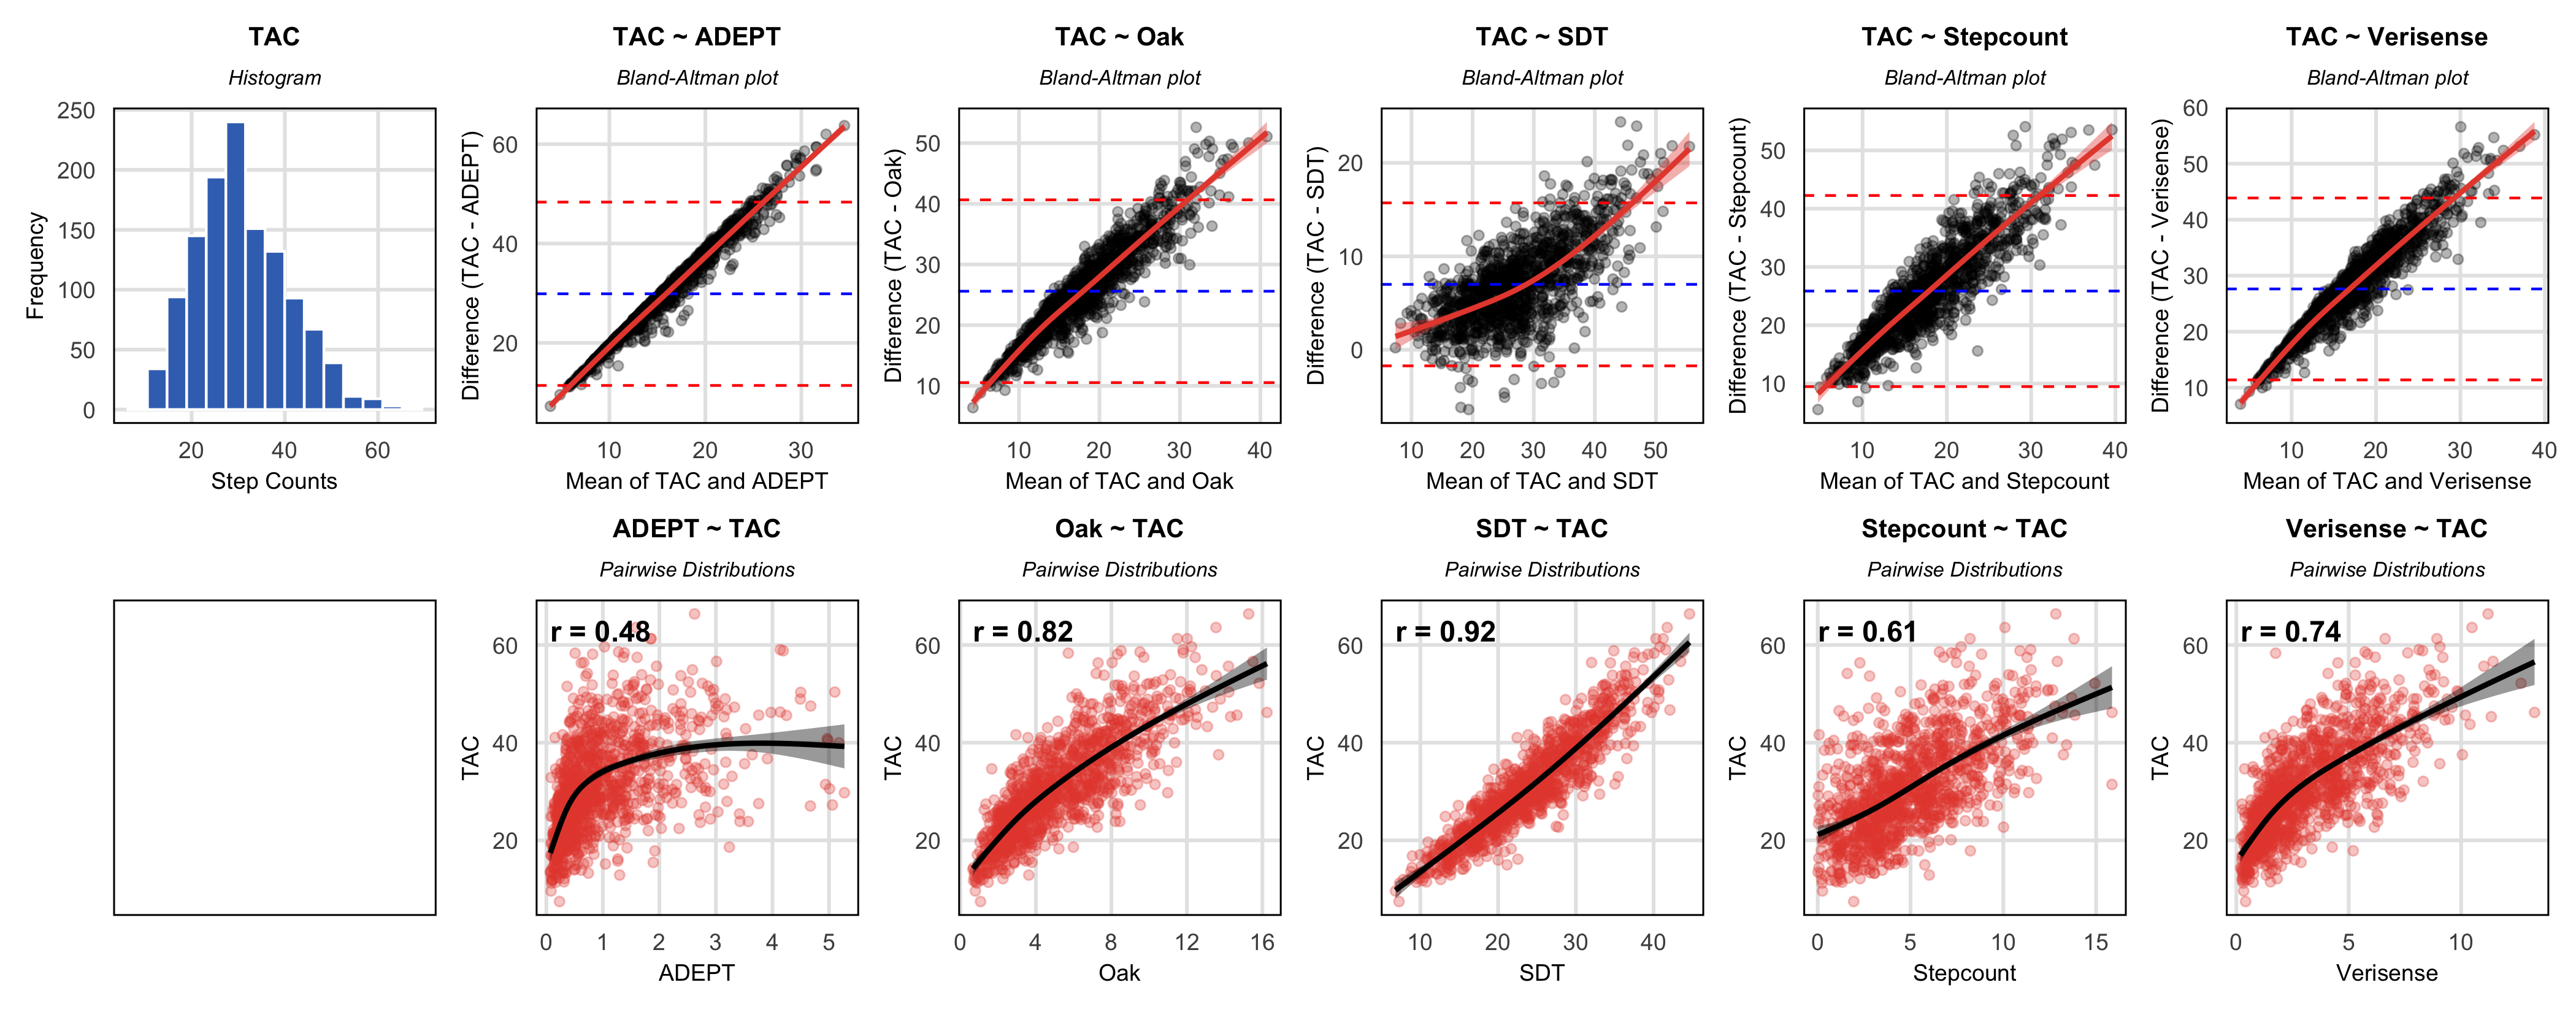 TAC
Histogram
250
200
150
100
50
0
Frequency
20 40 60
Step Counts
TAC ~ ADEPT
Bland-Altman plot
60
40
20
Difference (TAC - ADEPT)
10 20 30
Mean of TAC and ADEPT
TAC ~ Oak
Bland-Altman plot
50
40
30
20
10
Difference (TAC - Oak)
10 20 30 40
Mean of TAC and Oak
TAC ~ SDT
Bland-Altman plot
20
10
0
Difference (TAC - SDT)
10 20 30 40 50
Mean of TAC and SDT
TAC ~ Stepcount
Bland-Altman plot
50
40
30
20
10
Difference (TAC - Stepcount)
10 20 30 40
Mean of TAC and Stepcount
TAC ~ Verisense
Bland-Altman plot
60
50
40
30
20
10
Difference (TAC - Verisense)
10 20 30 40
Mean of TAC and Verisense
ADEPT ~ TAC
Pairwise Distributions
r = 0.48
60
40
20
TAC
0 1 2 3 4 5
ADEPT
Oak ~ TAC
Pairwise Distributions
r = 0.82
60
40
20
TAC
0 4 8 12 16
Oak
SDT ~ TAC
Pairwise Distributions
r = 0.92
60
40
20
TAC
10 20 30 40
SDT
Stepcount ~ TAC
Pairwise Distributions
r = 0.61
60
40
20
TAC
0 5 10 15
Stepcount
Verisense ~ TAC
Pairwise Distributions
r = 0.74
60
40
20
TAC
0 5 10
Verisense